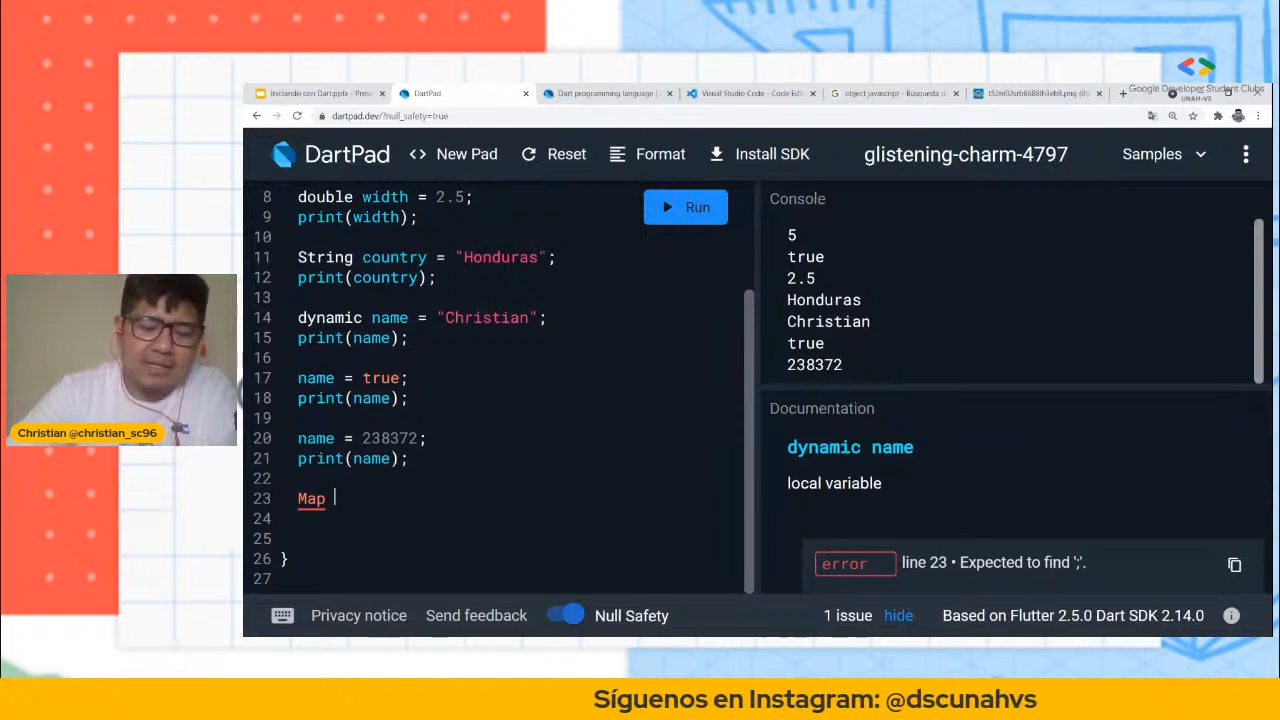 Google Developer Student Clubs
UNAH-VS
Iniciando con Dart.pptx - Prese
DartPad
Dart programming language |
Visual Studio Code - Code Edit
object javascript - Búsqueda d
dartpad.dev/?null_safety=true
DartPad
<> New Pad
Reset
Format
Install SDK
glistening-charm-4797
Samples
8 double width = 2.5;
9 print(width);
10
11 String country = "Honduras";
12 print(country);
13
14 dynamic name = "Christian";
15 print(name);
16
17 name = true;
18 print(name);
19
20 name = 238372;
21 print(name);
22
23 Map
24
25
26 }
27
Run
Console
5
true
2.5
Honduras
Christian
true
238372
Documentation
dynamic name
local variable
error line 23 • Expected to find ';'.
Privacy notice
Send feedback
Null Safety
1 issue hide
Based on Flutter 2.5.0 Dart SDK 2.14.0
Christian @christian_sc96
Síguenos en Instagram: @dscunahvs